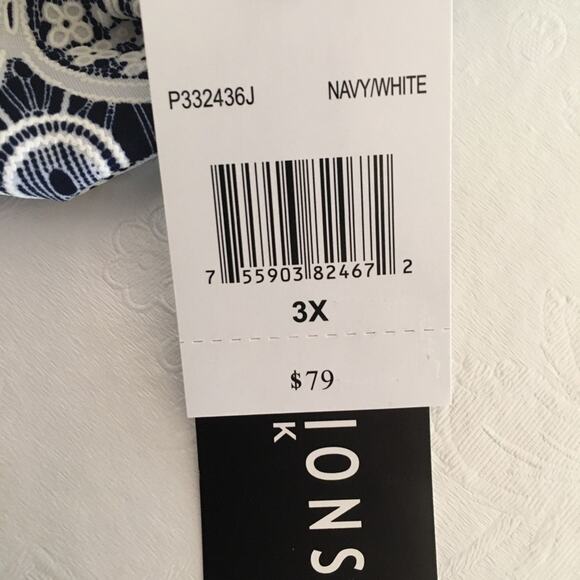 P332436J NAVY/WHITE
7 55903 82467 2
3X
$79
IONS
K